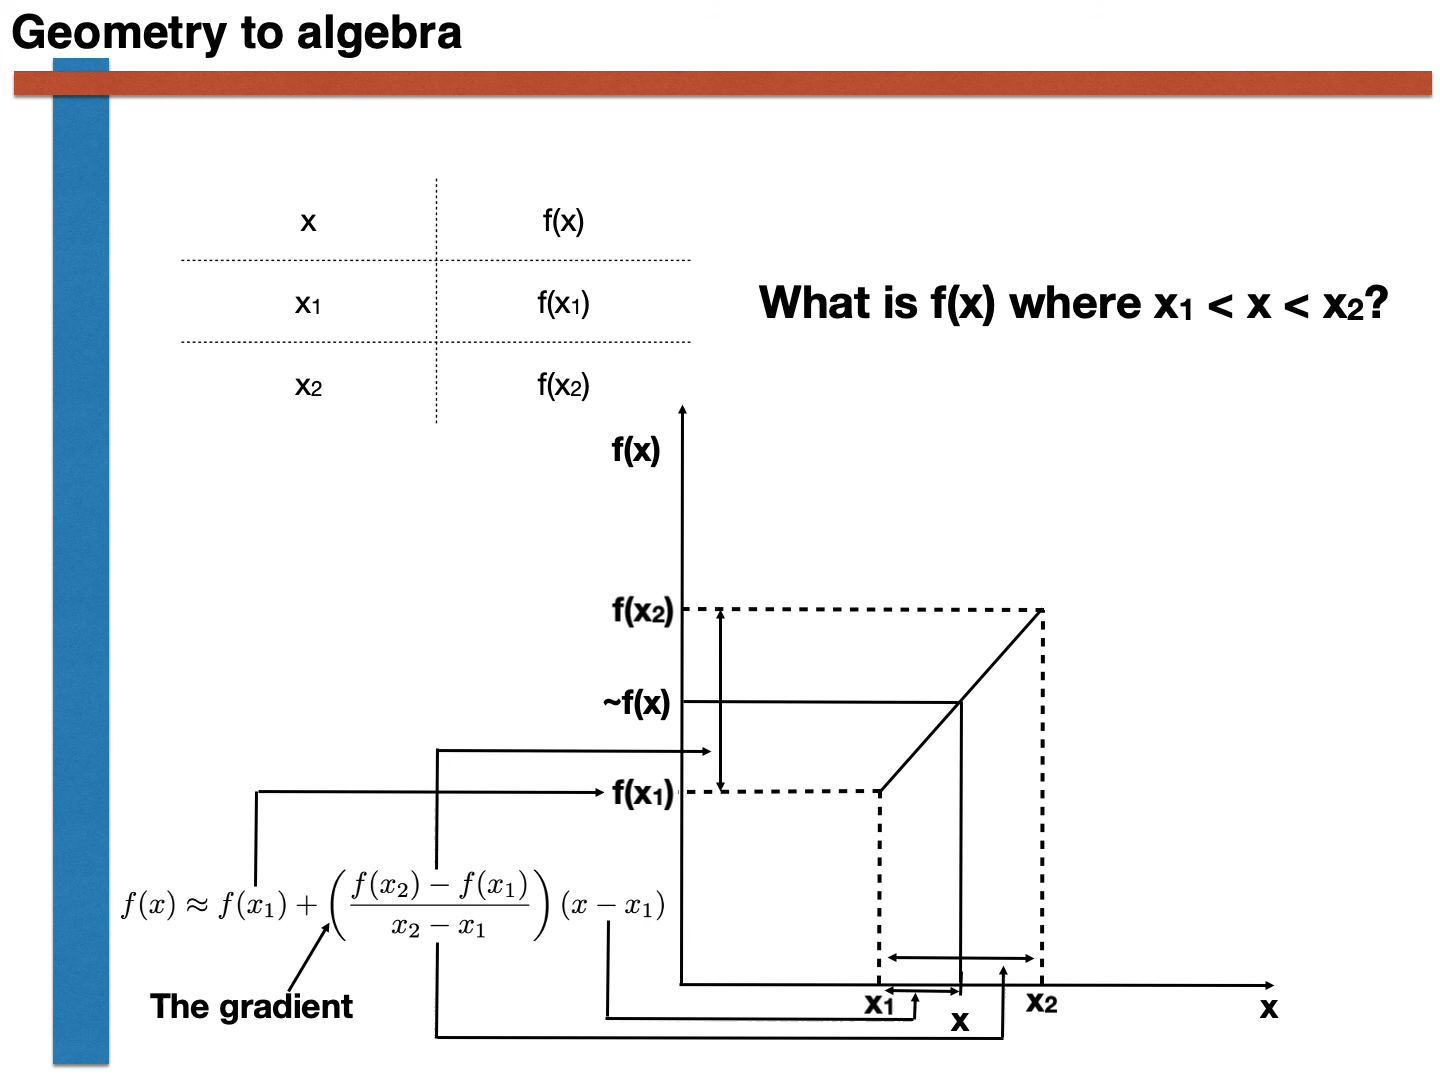 Geometry to algebra
x f(x)
x1 f(x1)
x2 f(x2)
What is f(x) where x1 < x < x2?
f(x)
f(x2)
~f(x)
f(x1)
f(x) ≈ f(x1) + ( f(x2) − f(x1) / x2 − x1 ) (x − x1)
The gradient
x1
x
x2
x